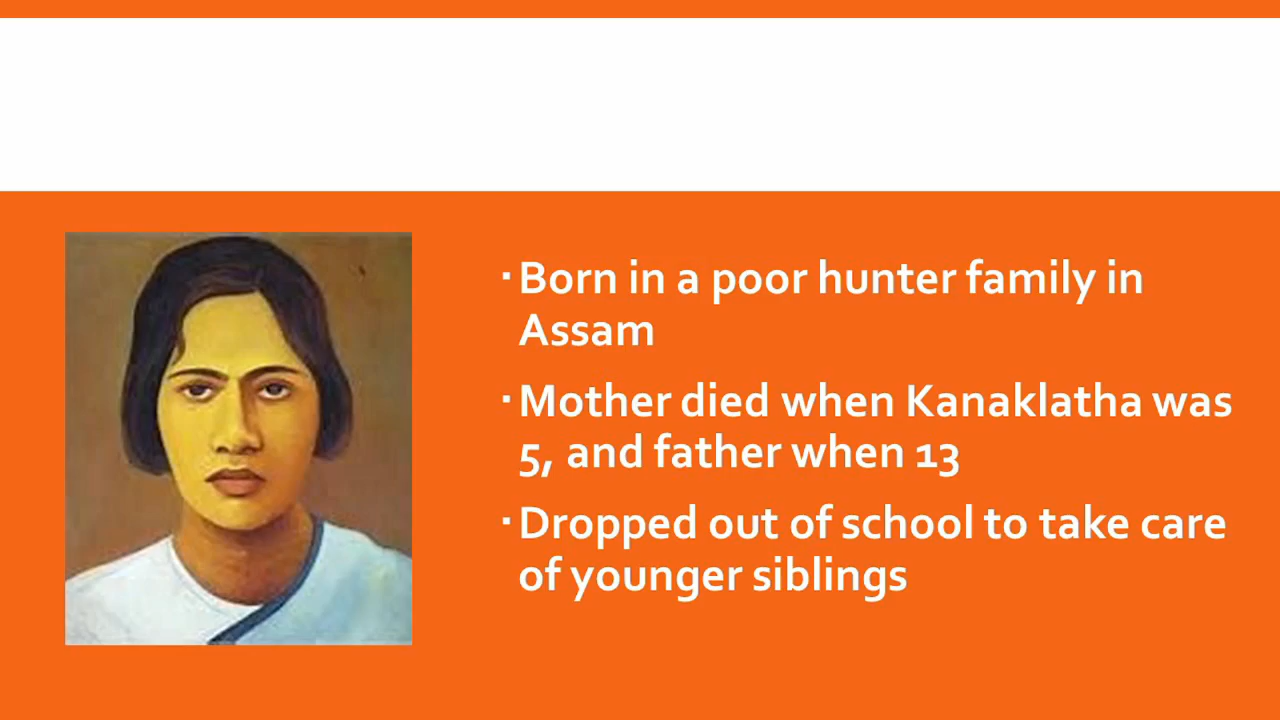 ▪ Born in a poor hunter family in
Assam
▪ Mother died when Kanaklatha was
5, and father when 13
▪ Dropped out of school to take care
of younger siblings